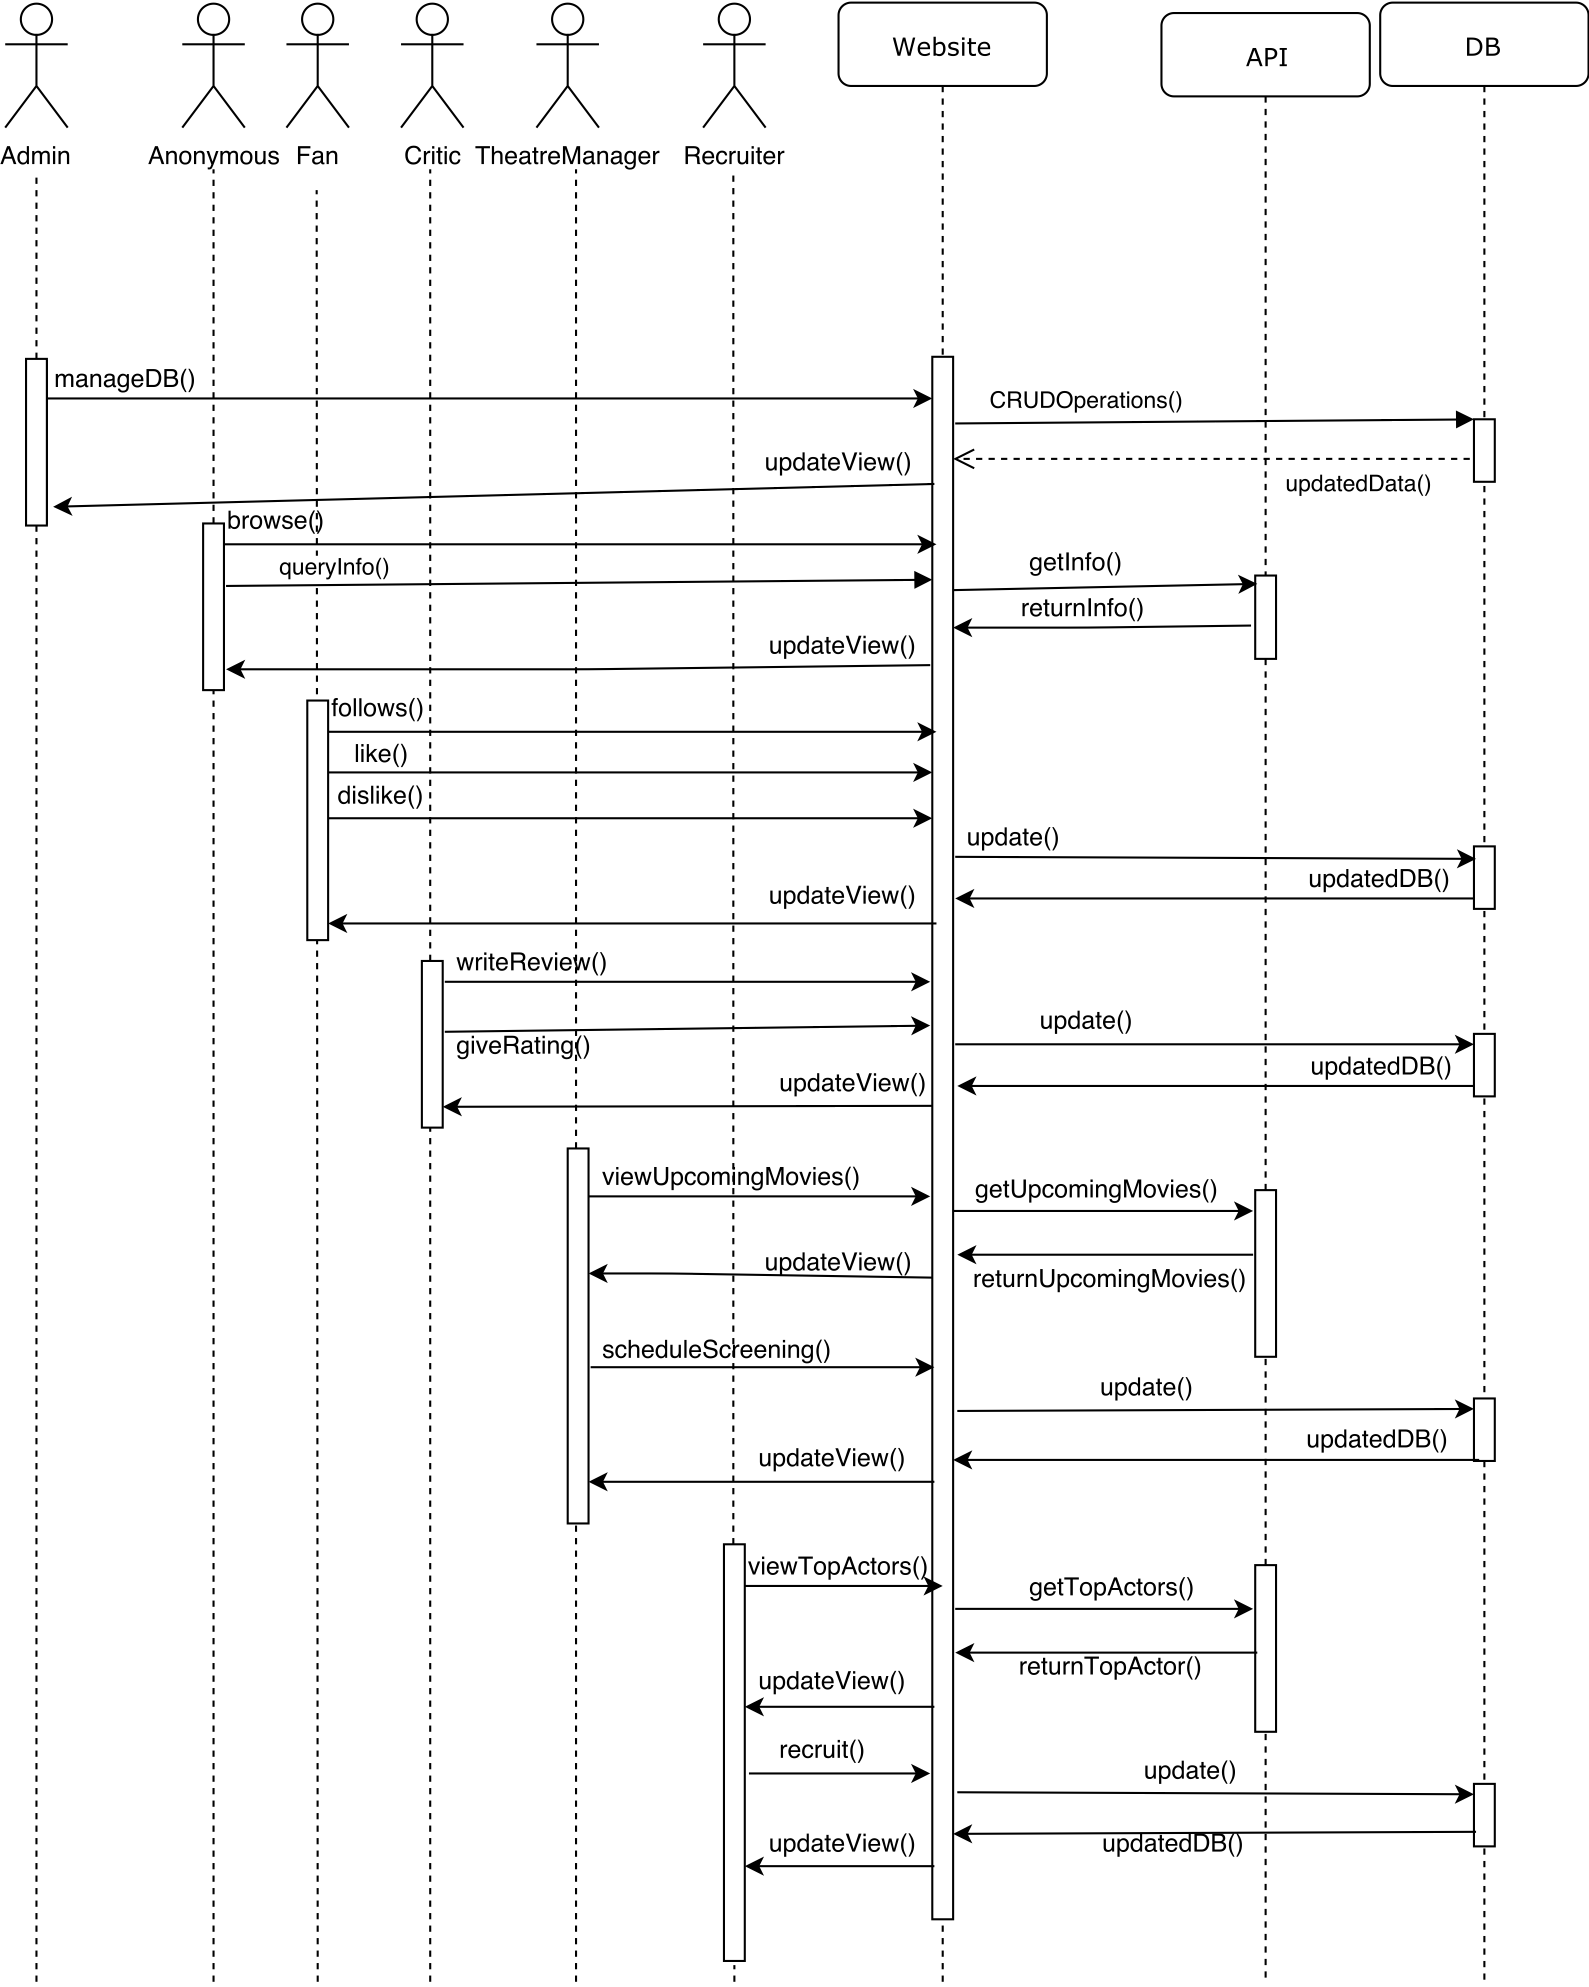 Website
API
DB
Admin
Anonymous
Fan
Critic
TheatreManager
Recruiter
manageDB()
CRUDOperations()
updateView()
updatedData()
browse()
queryInfo()
getInfo()
returnInfo()
updateView()
follows()
like()
dislike()
update()
updatedDB()
updateView()
writeReview()
giveRating()
update()
updatedDB()
updateView()
viewUpcomingMovies()
getUpcomingMovies()
updateView()
returnUpcomingMovies()
scheduleScreening()
update()
updatedDB()
updateView()
viewTopActors()
getTopActors()
returnTopActor()
updateView()
recruit()
update()
updatedDB()
updateView()